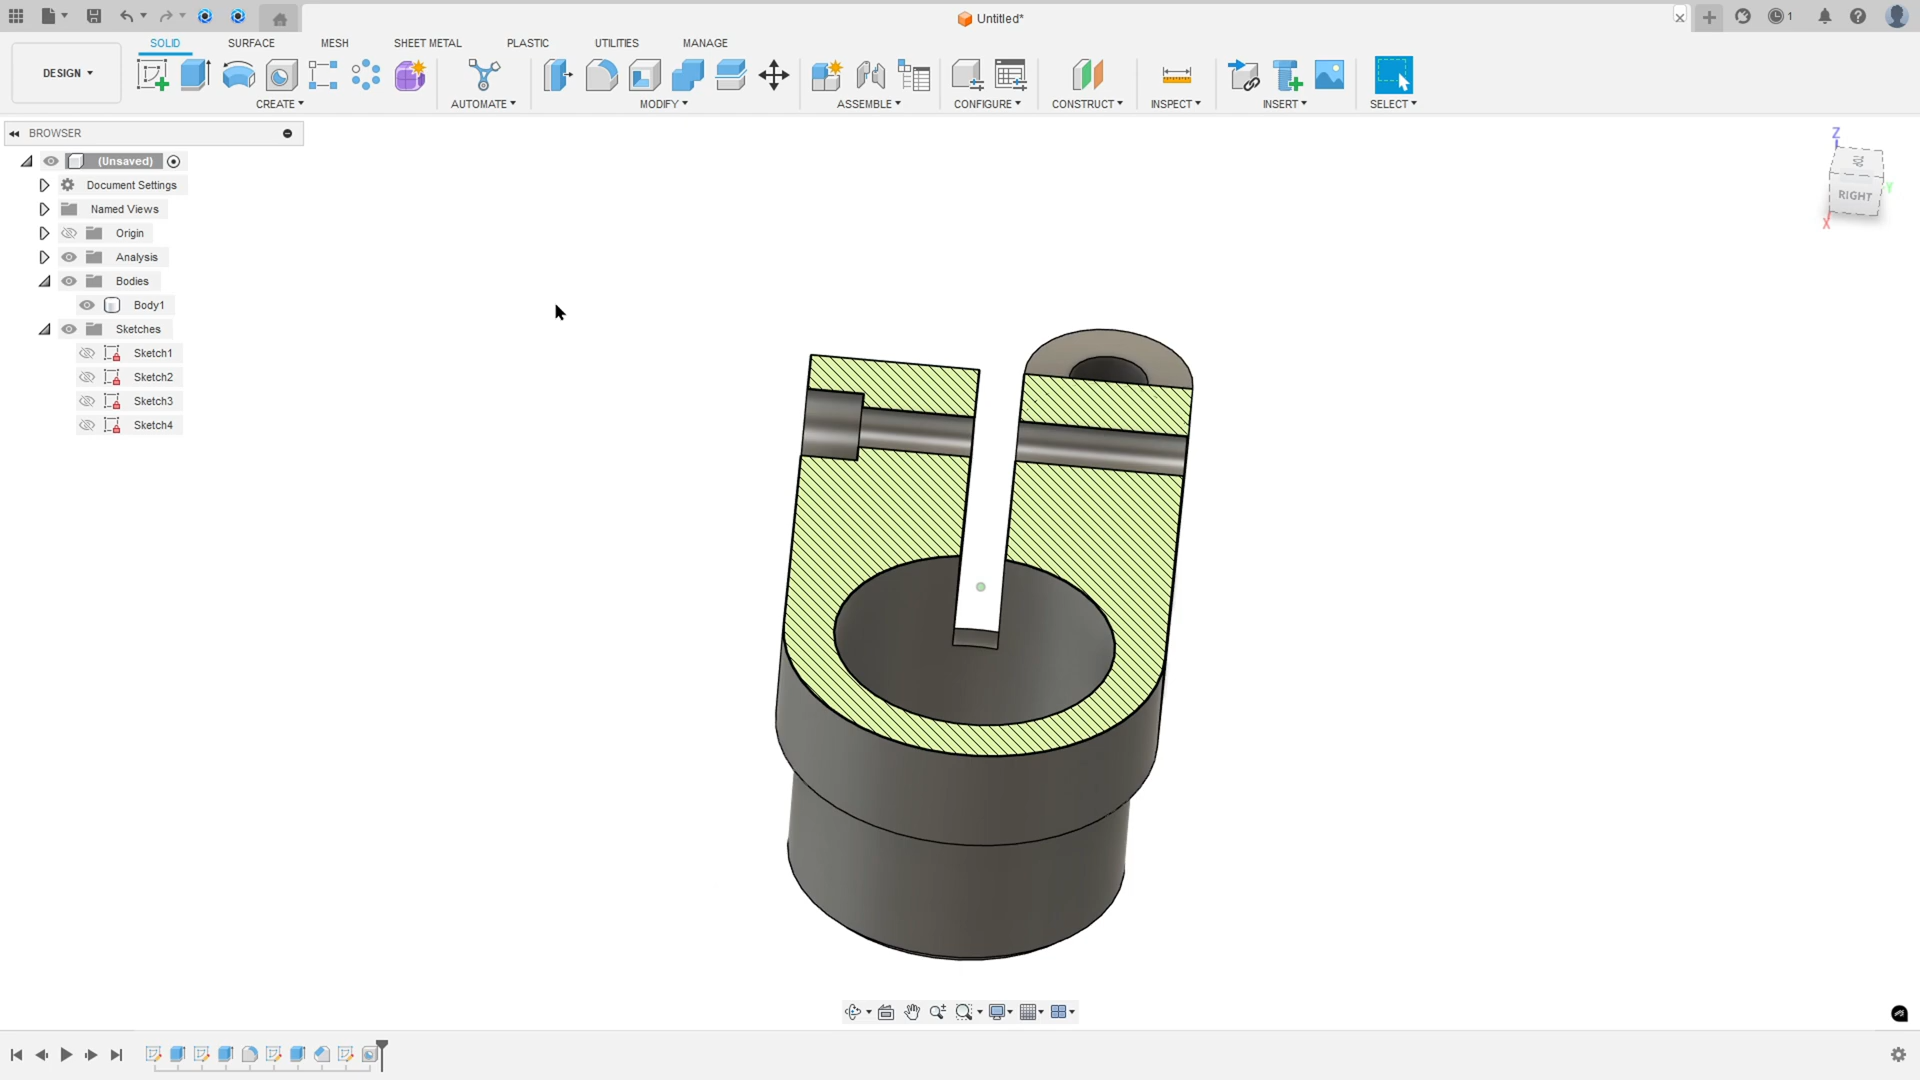 Untitled*
1
SOLID SURFACE MESH SHEET METAL PLASTIC UTILITIES MANAGE
DESIGN
CREATE AUTOMATE MODIFY ASSEMBLE CONFIGURE CONSTRUCT INSPECT INSERT SELECT
BROWSER
(Unsaved)
Document Settings
Named Views
Origin
Analysis
Bodies
Body1
Sketches
Sketch1
Sketch2
Sketch3
Sketch4
Z
RIGHT
Y
X